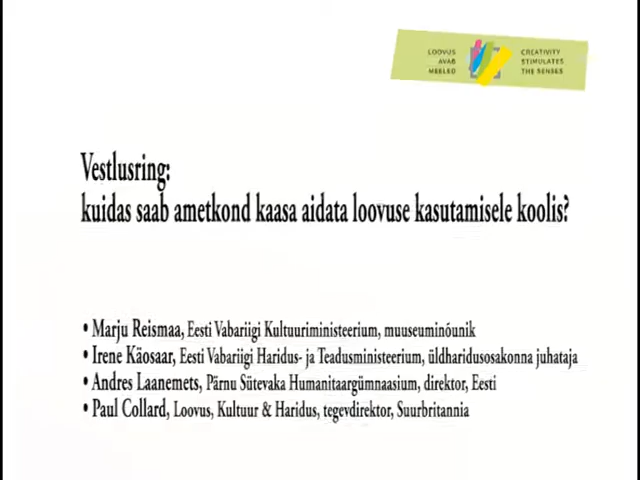 LOOVUS
AVAB
MEELED
CREATIVITY
STIMULATES
THE SENSES
Vestlusring:
kuidas saab ametkond kaasa aidata loovuse kasutamisele koolis?
• Marju Reismaa, Eesti Vabariigi Kultuuriministeerium, muuseuminõunik
• Irene Käosaar, Eesti Vabariigi Haridus- ja Teadusministeerium, üldharidusosakonna juhataja
• Andres Laanemets, Pärnu Sütevaka Humanitaargümnaasium, direktor, Eesti
• Paul Collard, Loovus, Kultuur & Haridus, tegevdirektor, Suurbritannia